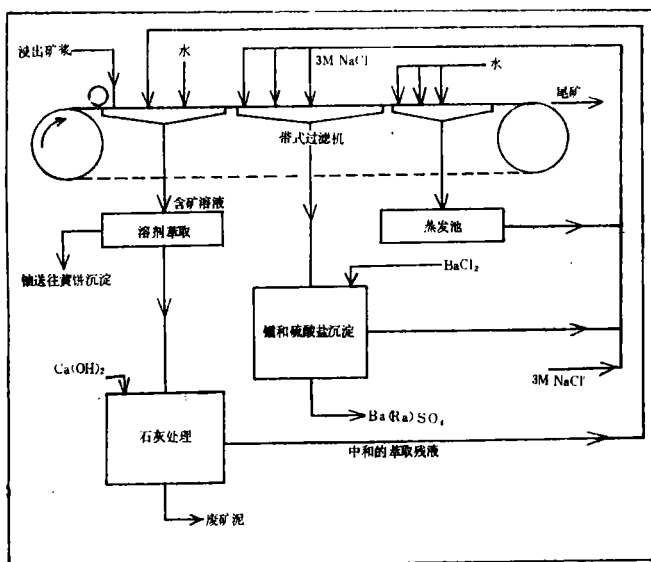 浸出矿浆
水
3M NaCl
水
尾矿
带式过滤机
含矿溶液
溶剂萃取
蒸发池
铀送往黄饼沉淀
BaCl₂
镭和硫酸盐沉淀
Ca(OH)₂
3M NaCl
Ba(Ra)SO₄
石灰处理
中和的萃取残液
废矿泥